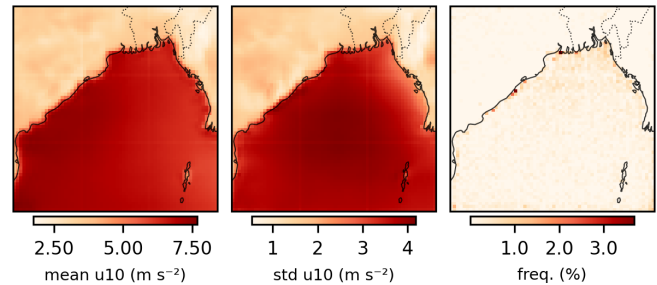 2.50 5.00 7.50
mean u10 (m s⁻²)
1 2 3 4
std u10 (m s⁻²)
1.0 2.0 3.0
freq. (%)